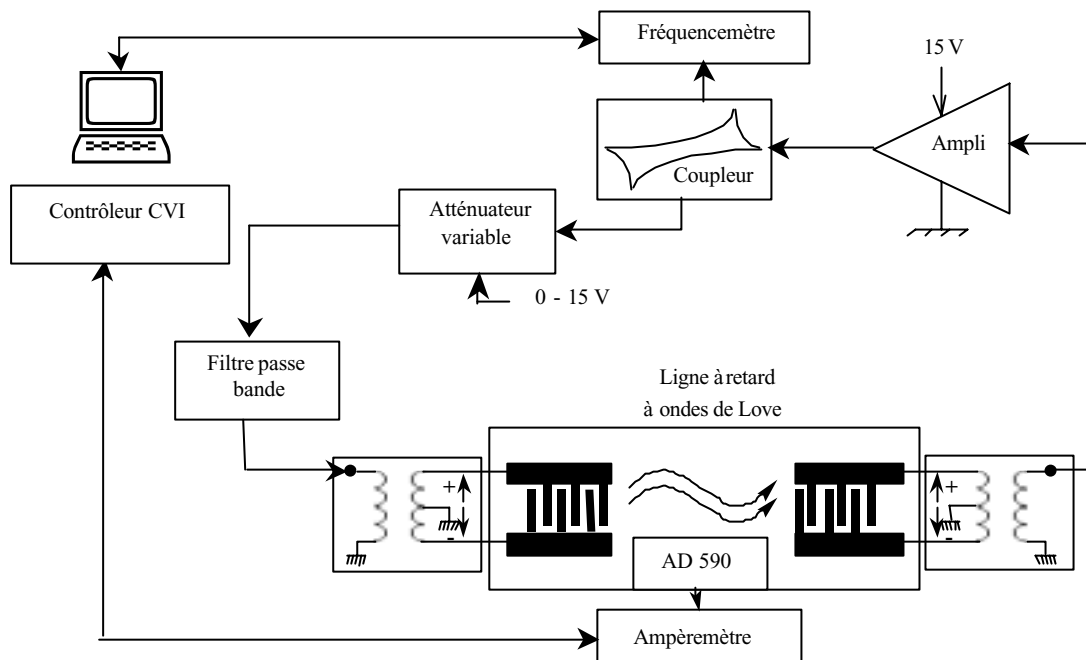 Fréquencemètre
15 V
Ampli
Coupleur
Contrôleur CVI
Atténuateur
variable
0 - 15 V
Filtre passe
bande
Ligne à retard
à ondes de Love
+
-
+
-
AD 590
Ampèremètre